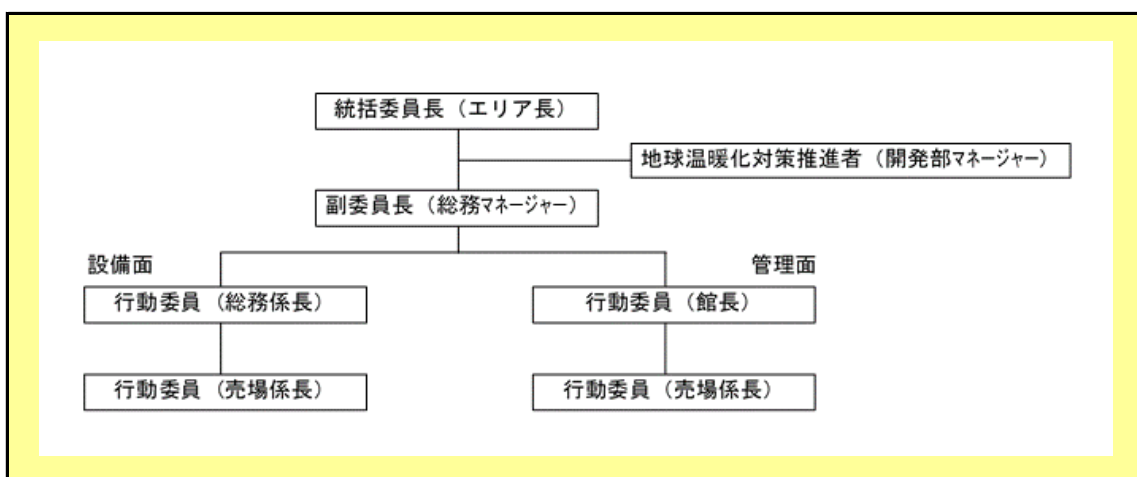 統括委員長（エリア長）
地球温暖化対策推進者（開発部マネージャー）
副委員長（総務マネージャー）
設備面
管理面
行動委員（総務係長）
行動委員（館長）
行動委員（売場係長）
行動委員（売場係長）